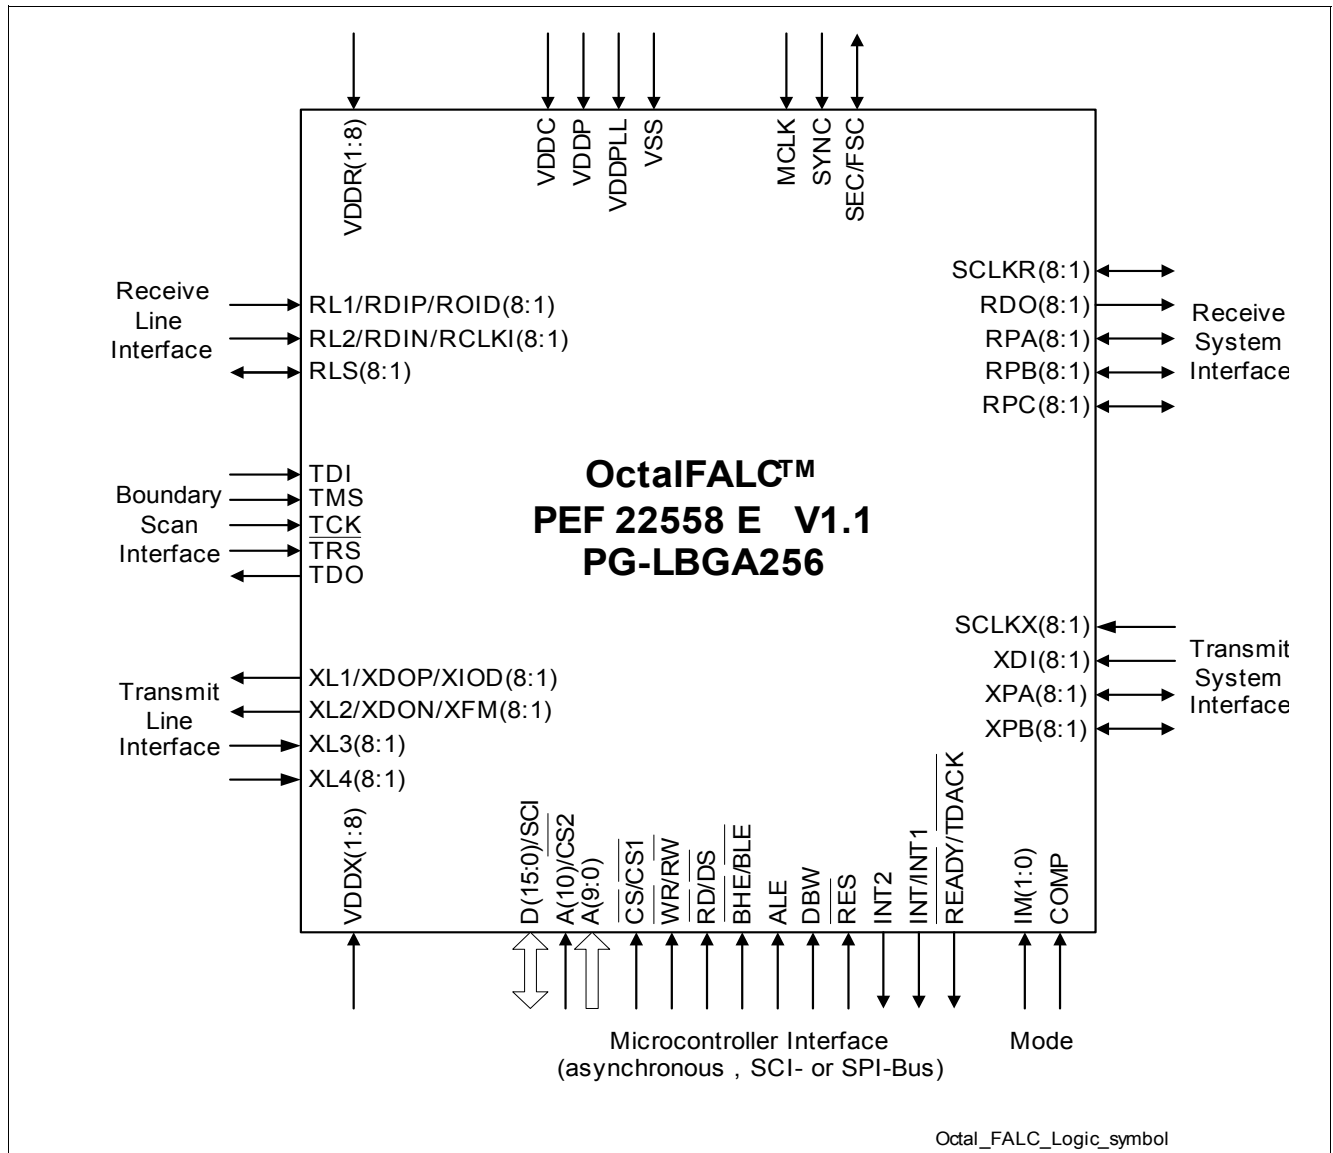 VDDR(1:8)
VDDC
VDDP
VDDPLL
VSS
MCLK
SYNC
SEC/FSC
Receive
Line
Interface
RL1/RDIP/ROID(8:1)
RL2/RDIN/RCLKI(8:1)
RLS(8:1)
SCLKR(8:1)
RDO(8:1)
RPA(8:1)
RPB(8:1)
RPC(8:1)
Receive
System
Interface
Boundary
Scan
Interface
TDI
TMS
TCK
TRS
TDO
OctalFALC™
PEF 22558 E V1.1
PG-LBGA256
Transmit
Line
Interface
XL1/XDOP/XIOD(8:1)
XL2/XDON/XFM(8:1)
XL3(8:1)
XL4(8:1)
SCLKX(8:1)
XDI(8:1)
XPA(8:1)
XPB(8:1)
Transmit
System
Interface
VDDX(1:8)
D(15:0)/SCI
A(10)/CS2
A(9:0)
CS/CS1
WR/RW
RD/DS
BHE/BLE
ALE
DBW
RES
INT2
INT/INT1
READY/TDACK
IM(1:0)
COMP
Microcontroller Interface
(asynchronous , SCI- or SPI-Bus)
Mode
Octal_FALC_Logic_symbol